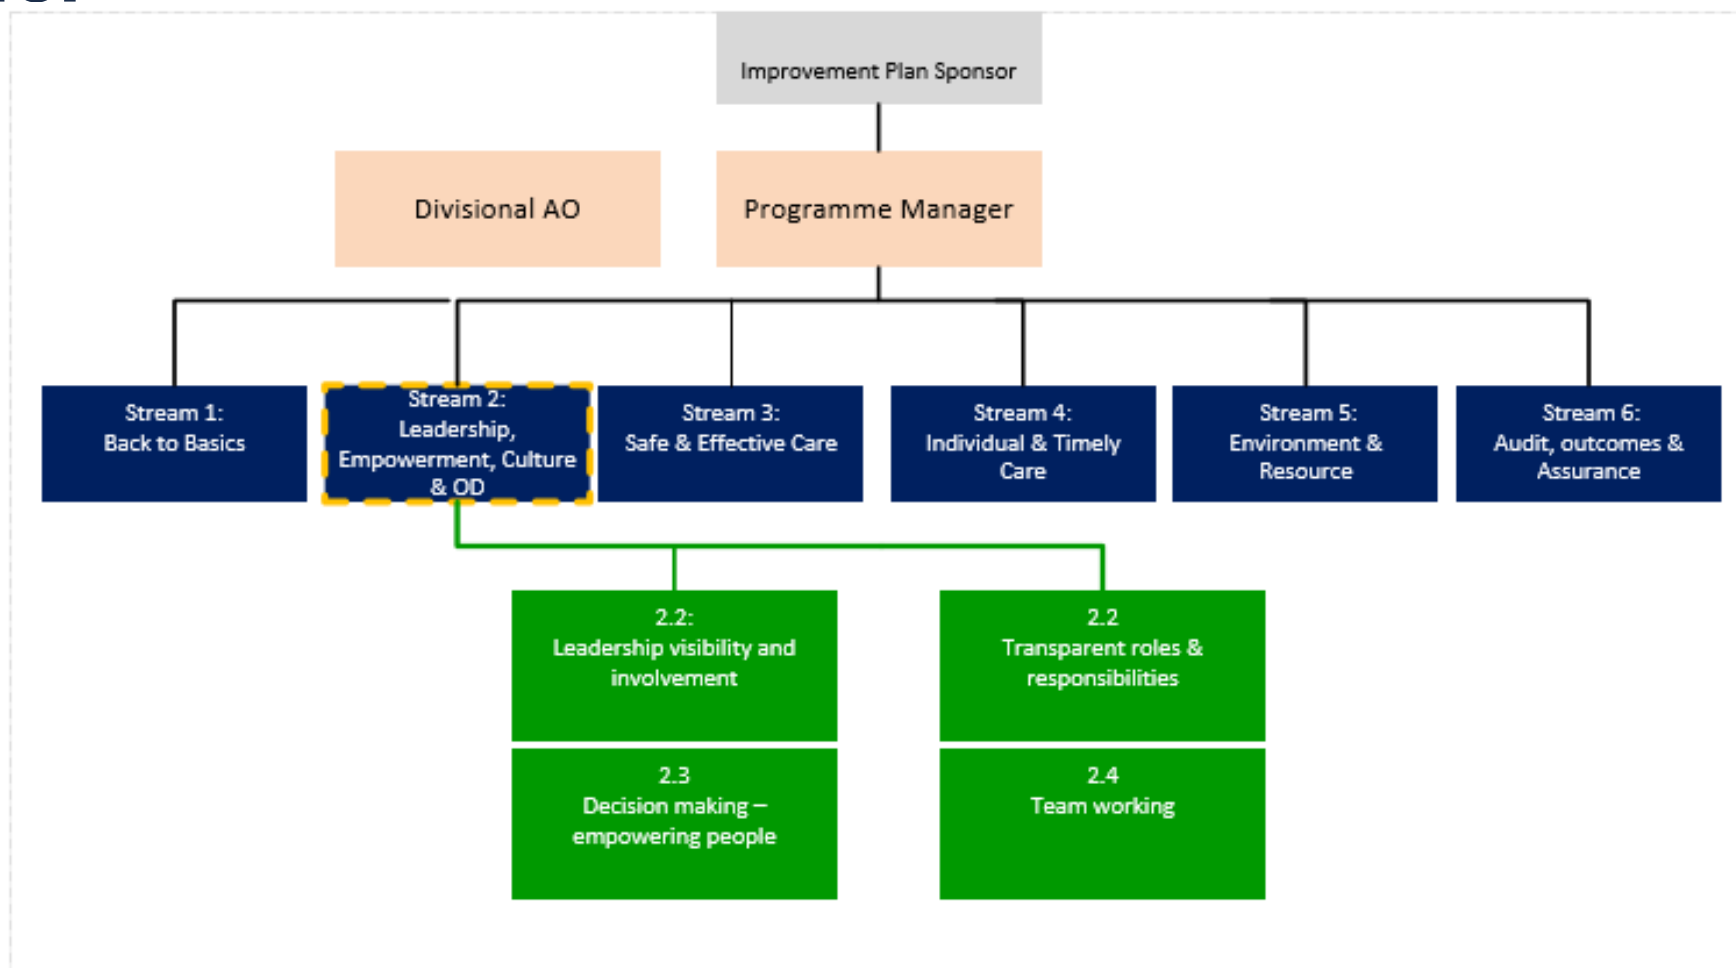 Improvement Plan Sponsor
Divisional AO
Programme Manager
Stream 1:
Back to Basics
Stream 2:
Leadership,
Empowerment, Culture
& OD
Stream 3:
Safe & Effective Care
Stream 4:
Individual & Timely
Care
Stream 5:
Environment &
Resource
Stream 6:
Audit, outcomes &
Assurance
2.2:
Leadership visibility and
involvement
2.2
Transparent roles &
responsibilities
2.3
Decision making –
empowering people
2.4
Team working